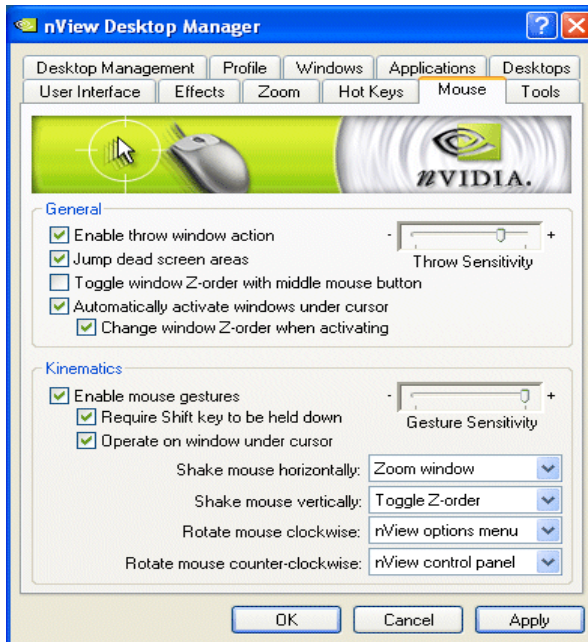 nView Desktop Manager
Desktop Management Profile Windows Applications Desktops
User Interface Effects Zoom Hot Keys Mouse Tools
nVIDIA.
General
Enable throw window action - +
Jump dead screen areas Throw Sensitivity
Toggle window Z-order with middle mouse button
Automatically activate windows under cursor
Change window Z-order when activating
Kinematics
Enable mouse gestures - +
Require Shift key to be held down Gesture Sensitivity
Operate on window under cursor
Shake mouse horizontally: Zoom window
Shake mouse vertically: Toggle Z-order
Rotate mouse clockwise: nView options menu
Rotate mouse counter-clockwise: nView control panel
OK Cancel Apply